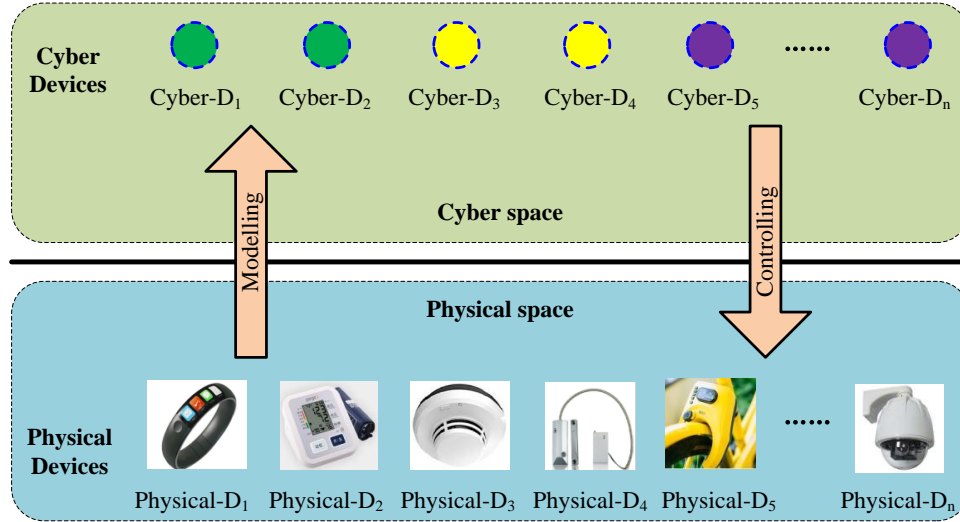 Cyber
Devices
Cyber-D₁
Cyber-D₂
Cyber-D₃
Cyber-D₄
Cyber-D₅
......
Cyber-Dₙ
Modelling
Controlling
Cyber space
Physical space
Physical
Devices
......
Physical-D₁
Physical-D₂
Physical-D₃
Physical-D₄
Physical-D₅
Physical-Dₙ